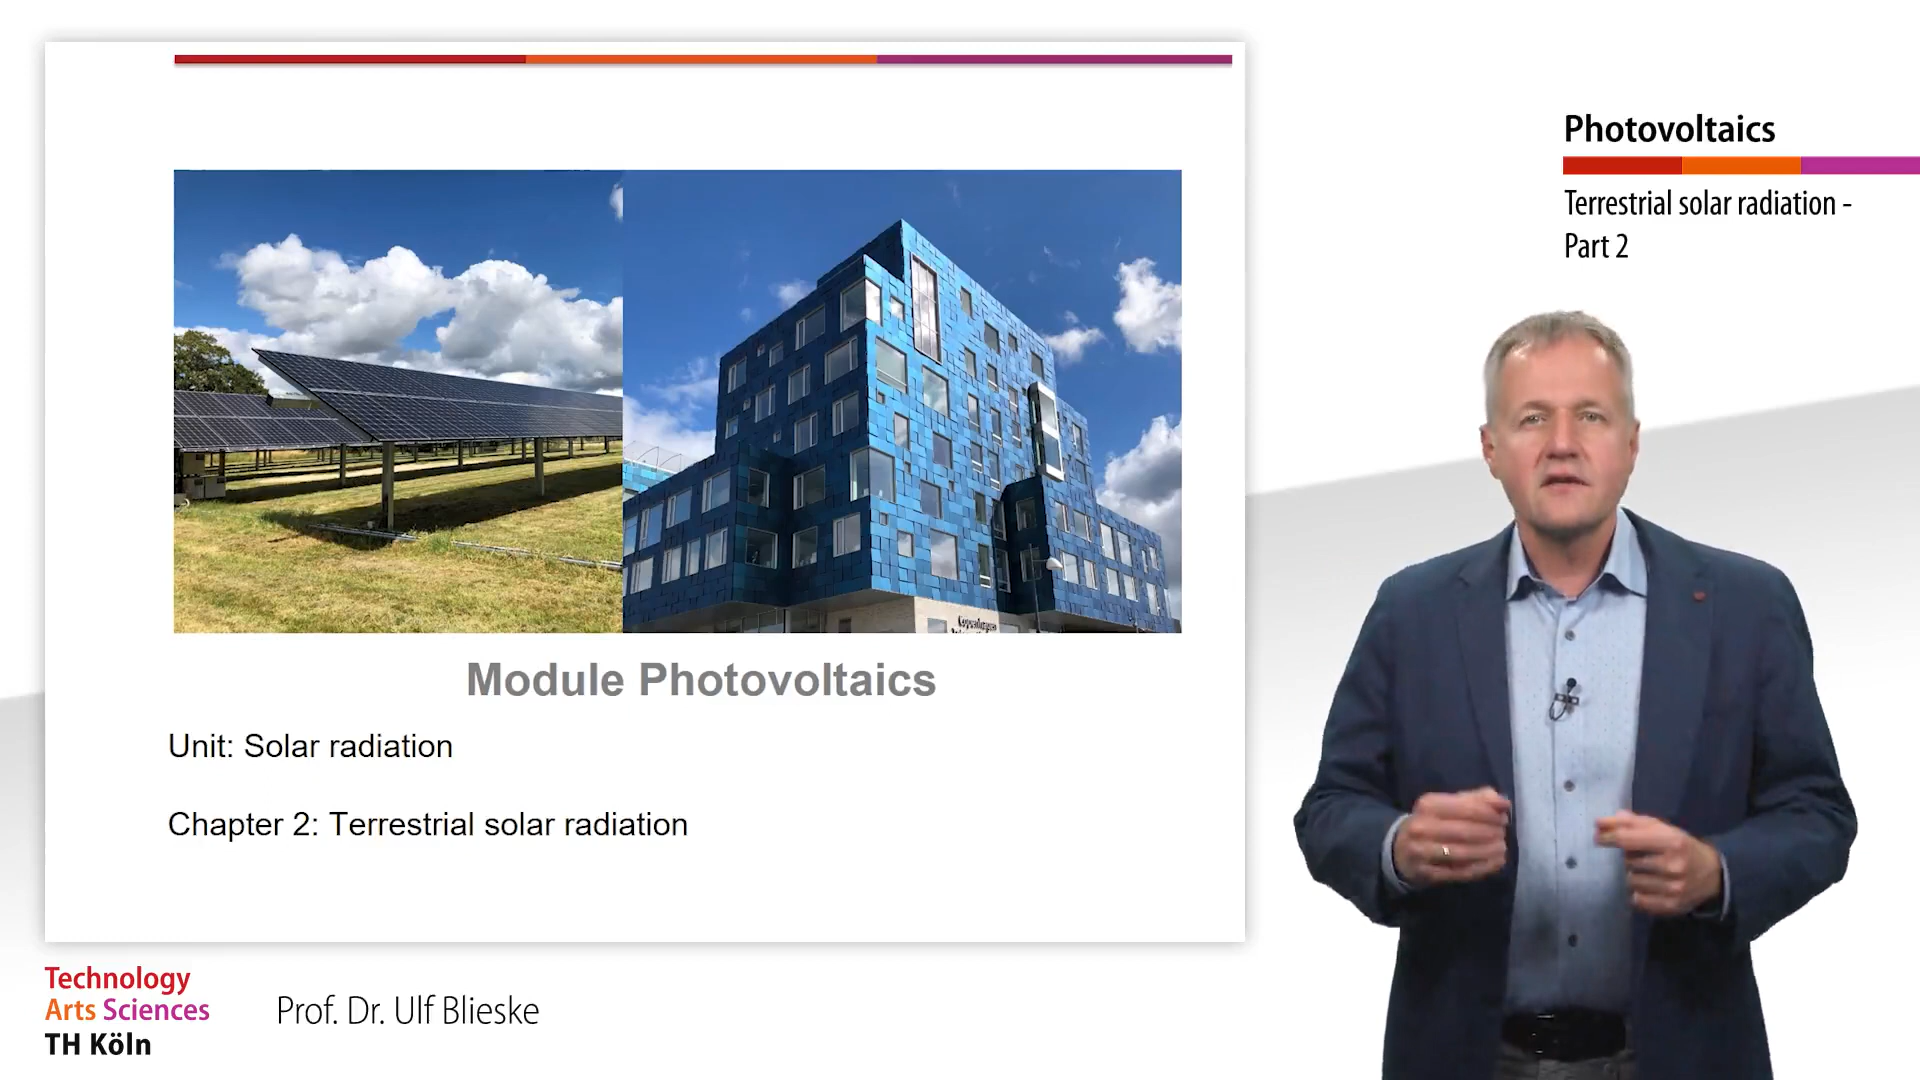 Photovoltaics
Terrestrial solar radiation -
Part 2
Copenhagen
Module Photovoltaics
Unit: Solar radiation
Chapter 2: Terrestrial solar radiation
Technology
Arts Sciences
TH Köln
Prof. Dr. Ulf Blieske